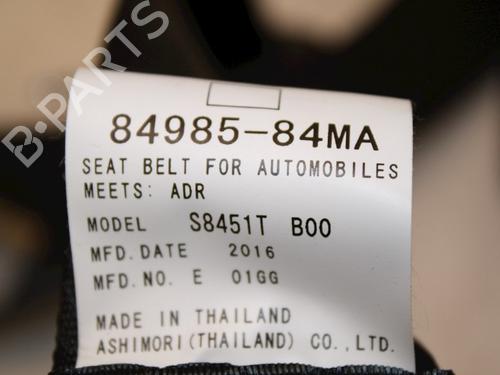 B-PARTS
84985-84MA
SEAT BELT FOR AUTOMOBILES
MEETS: ADR
MODEL S8451T B00
MFD.DATE 2016
MFD.NO. E 01GG
MADE IN THAILAND
ASHIMORI(THAILAND) CO.,LTD.